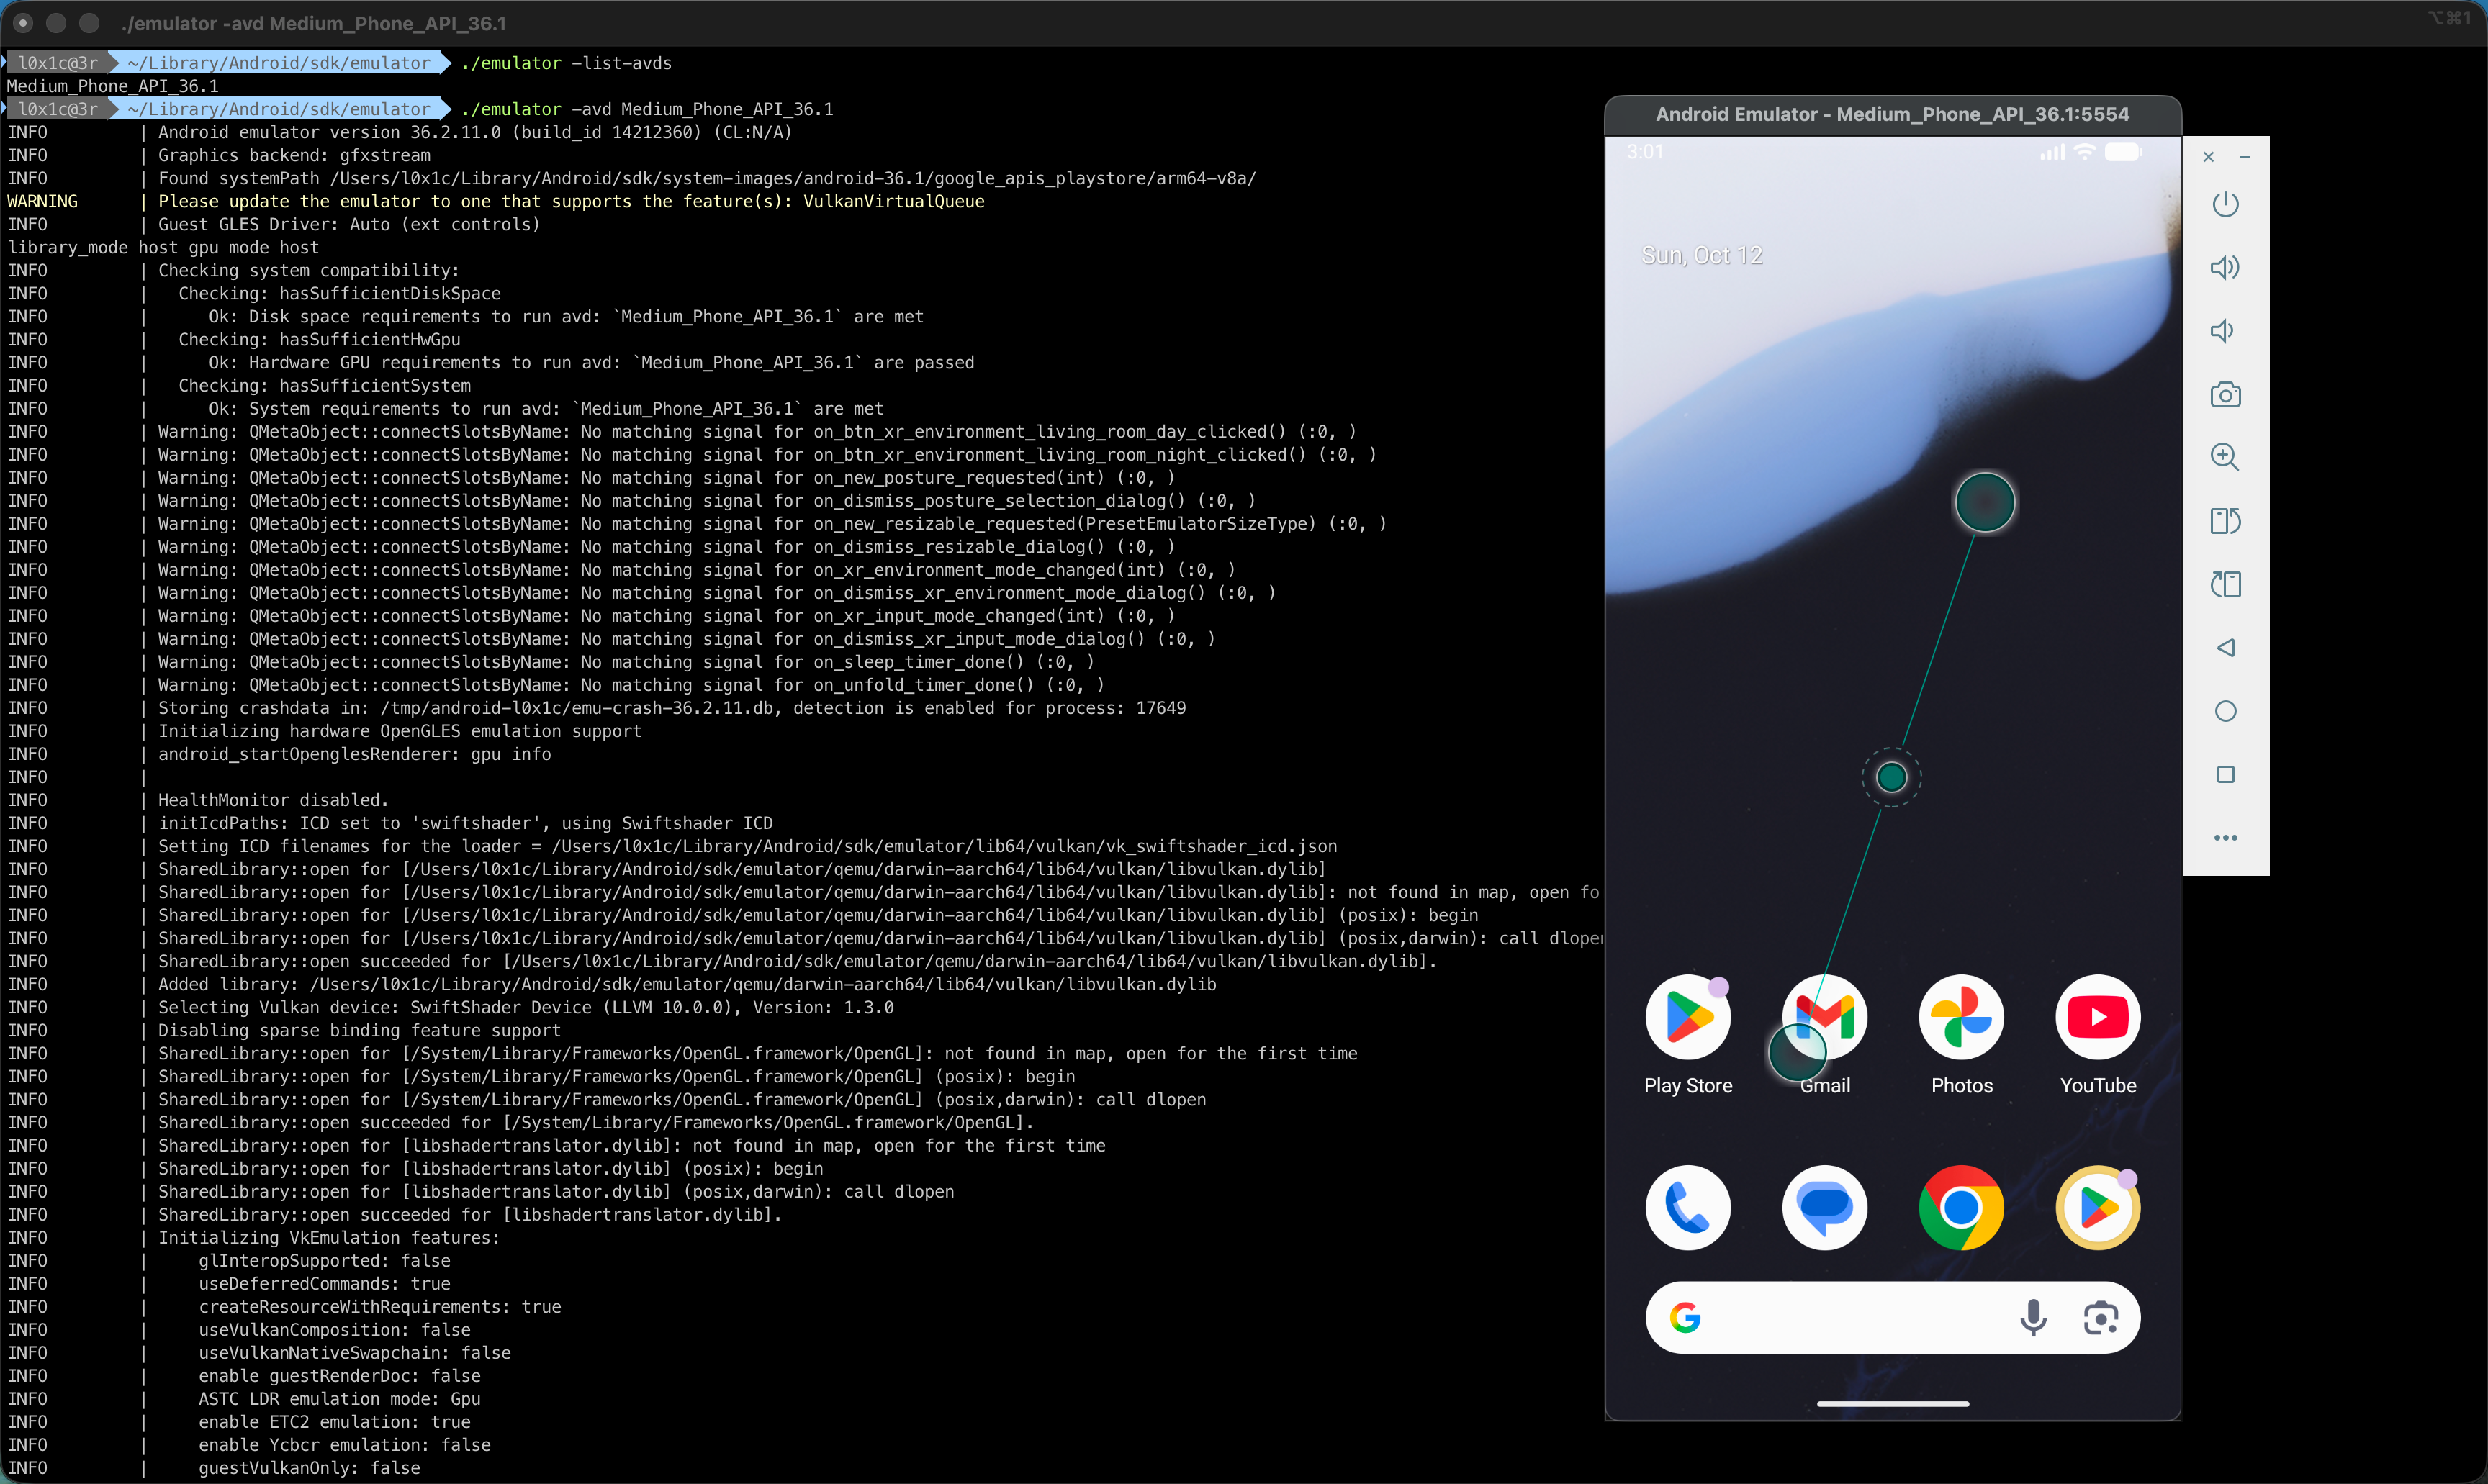 ./emulator -avd Medium_Phone_API_36.1
⌥⌘1
l0x1c@3r ~/Library/Android/sdk/emulator ./emulator -list-avds
Medium_Phone_API_36.1
l0x1c@3r ~/Library/Android/sdk/emulator ./emulator -avd Medium_Phone_API_36.1
INFO | Android emulator version 36.2.11.0 (build_id 14212360) (CL:N/A)
INFO | Graphics backend: gfxstream
INFO | Found systemPath /Users/l0x1c/Library/Android/sdk/system-images/android-36.1/google_apis_playstore/arm64-v8a/
WARNING | Please update the emulator to one that supports the feature(s): VulkanVirtualQueue
INFO | Guest GLES Driver: Auto (ext controls)
library_mode host gpu mode host
INFO | Checking system compatibility:
INFO | Checking: hasSufficientDiskSpace
INFO | Ok: Disk space requirements to run avd: `Medium_Phone_API_36.1` are met
INFO | Checking: hasSufficientHwGpu
INFO | Ok: Hardware GPU requirements to run avd: `Medium_Phone_API_36.1` are passed
INFO | Checking: hasSufficientSystem
INFO | Ok: System requirements to run avd: `Medium_Phone_API_36.1` are met
INFO | Warning: QMetaObject::connectSlotsByName: No matching signal for on_btn_xr_environment_living_room_day_clicked() (:0, )
INFO | Warning: QMetaObject::connectSlotsByName: No matching signal for on_btn_xr_environment_living_room_night_clicked() (:0, )
INFO | Warning: QMetaObject::connectSlotsByName: No matching signal for on_new_posture_requested(int) (:0, )
INFO | Warning: QMetaObject::connectSlotsByName: No matching signal for on_dismiss_posture_selection_dialog() (:0, )
INFO | Warning: QMetaObject::connectSlotsByName: No matching signal for on_new_resizable_requested(PresetEmulatorSizeType) (:0, )
INFO | Warning: QMetaObject::connectSlotsByName: No matching signal for on_dismiss_resizable_dialog() (:0, )
INFO | Warning: QMetaObject::connectSlotsByName: No matching signal for on_xr_environment_mode_changed(int) (:0, )
INFO | Warning: QMetaObject::connectSlotsByName: No matching signal for on_dismiss_xr_environment_mode_dialog() (:0, )
INFO | Warning: QMetaObject::connectSlotsByName: No matching signal for on_xr_input_mode_changed(int) (:0, )
INFO | Warning: QMetaObject::connectSlotsByName: No matching signal for on_dismiss_xr_input_mode_dialog() (:0, )
INFO | Warning: QMetaObject::connectSlotsByName: No matching signal for on_sleep_timer_done() (:0, )
INFO | Warning: QMetaObject::connectSlotsByName: No matching signal for on_unfold_timer_done() (:0, )
INFO | Storing crashdata in: /tmp/android-l0x1c/emu-crash-36.2.11.db, detection is enabled for process: 17649
INFO | Initializing hardware OpenGLES emulation support
INFO | android_startOpenglesRenderer: gpu info
INFO |
INFO | HealthMonitor disabled.
INFO | initIcdPaths: ICD set to 'swiftshader', using Swiftshader ICD
INFO | Setting ICD filenames for the loader = /Users/l0x1c/Library/Android/sdk/emulator/lib64/vulkan/vk_swiftshader_icd.json
INFO | SharedLibrary::open for [/Users/l0x1c/Library/Android/sdk/emulator/qemu/darwin-aarch64/lib64/vulkan/libvulkan.dylib]
INFO | SharedLibrary::open for [/Users/l0x1c/Library/Android/sdk/emulator/qemu/darwin-aarch64/lib64/vulkan/libvulkan.dylib]: not found in map, open for
INFO | SharedLibrary::open for [/Users/l0x1c/Library/Android/sdk/emulator/qemu/darwin-aarch64/lib64/vulkan/libvulkan.dylib] (posix): begin
INFO | SharedLibrary::open for [/Users/l0x1c/Library/Android/sdk/emulator/qemu/darwin-aarch64/lib64/vulkan/libvulkan.dylib] (posix,darwin): call dlopen
INFO | SharedLibrary::open succeeded for [/Users/l0x1c/Library/Android/sdk/emulator/qemu/darwin-aarch64/lib64/vulkan/libvulkan.dylib].
INFO | Added library: /Users/l0x1c/Library/Android/sdk/emulator/qemu/darwin-aarch64/lib64/vulkan/libvulkan.dylib
INFO | Selecting Vulkan device: SwiftShader Device (LLVM 10.0.0), Version: 1.3.0
INFO | Disabling sparse binding feature support
INFO | SharedLibrary::open for [/System/Library/Frameworks/OpenGL.framework/OpenGL]: not found in map, open for the first time
INFO | SharedLibrary::open for [/System/Library/Frameworks/OpenGL.framework/OpenGL] (posix): begin
INFO | SharedLibrary::open for [/System/Library/Frameworks/OpenGL.framework/OpenGL] (posix,darwin): call dlopen
INFO | SharedLibrary::open succeeded for [/System/Library/Frameworks/OpenGL.framework/OpenGL].
INFO | SharedLibrary::open for [libshadertranslator.dylib]: not found in map, open for the first time
INFO | SharedLibrary::open for [libshadertranslator.dylib] (posix): begin
INFO | SharedLibrary::open for [libshadertranslator.dylib] (posix,darwin): call dlopen
INFO | SharedLibrary::open succeeded for [libshadertranslator.dylib].
INFO | Initializing VkEmulation features:
INFO | glInteropSupported: false
INFO | useDeferredCommands: true
INFO | createResourceWithRequirements: true
INFO | useVulkanComposition: false
INFO | useVulkanNativeSwapchain: false
INFO | enable guestRenderDoc: false
INFO | ASTC LDR emulation mode: Gpu
INFO | enable ETC2 emulation: true
INFO | enable Ycbcr emulation: false
INFO | guestVulkanOnly: false
Android Emulator - Medium_Phone_API_36.1:5554
3:01
Sun, Oct 12
Play Store Gmail Photos YouTube